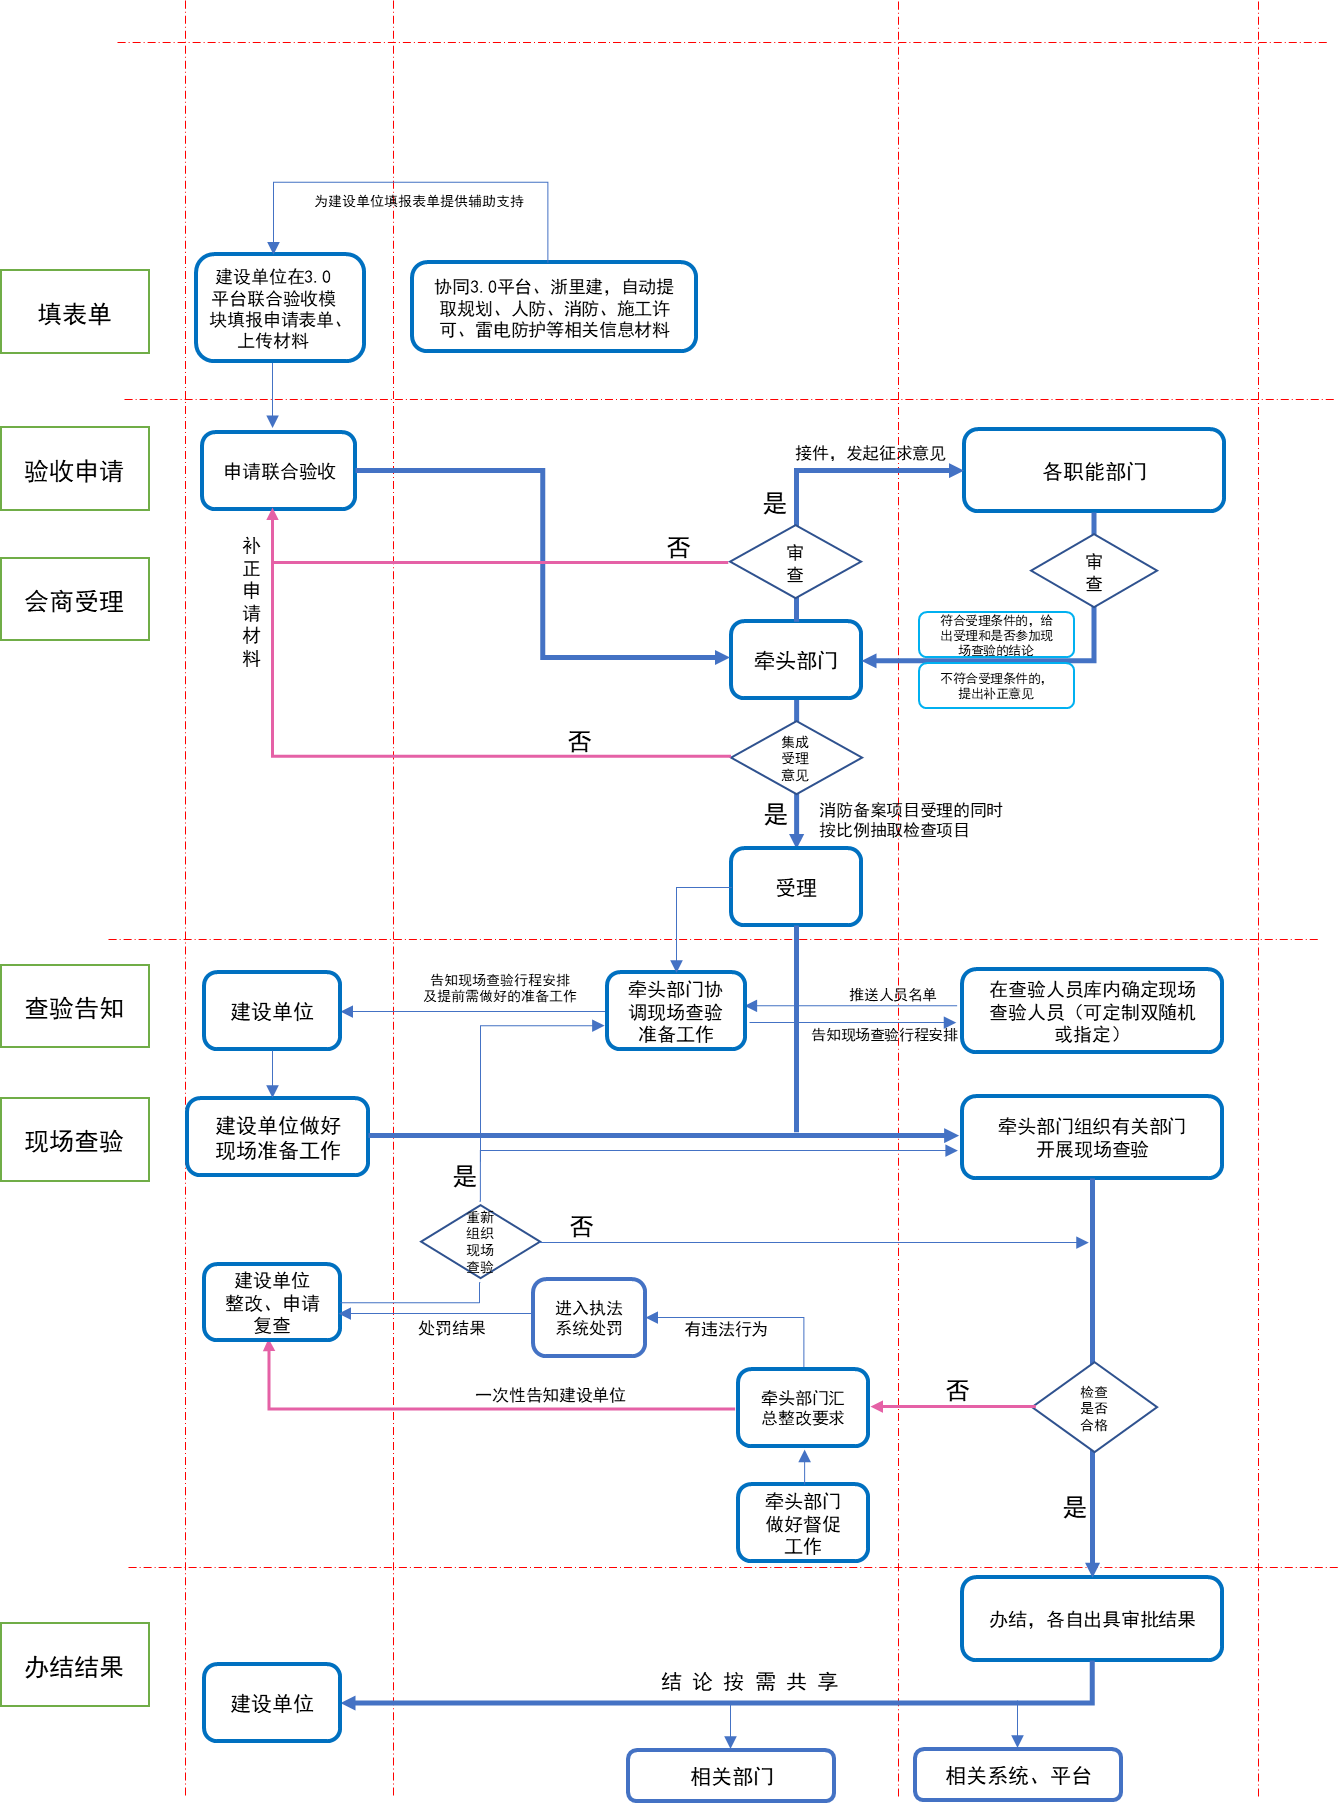 为建设单位填报表单提供辅助支持
填表单
建设单位在3.0
平台联合验收模
块填报申请表单、
上传材料
协同3.0平台、浙里建，自动提
取规划、人防、消防、施工许
可、雷电防护等相关信息材料
验收申请
申请联合验收
接件，发起征求意见
各职能部门
是
否
审
查
审
查
会商受理
补
正
申
请
材
料
牵头部门
符合受理条件的，给
出受理和是否参加现
场查验的结论
不符合受理条件的，
提出补正意见
否
集成
受理
意见
是
消防备案项目受理的同时
按比例抽取检查项目
受理
查验告知
建设单位
告知现场查验行程安排
及提前需做好的准备工作
牵头部门协
调现场查验
准备工作
推送人员名单
告知现场查验行程安排
在查验人员库内确定现场
查验人员（可定制双随机
或指定）
现场查验
建设单位做好
现场准备工作
牵头部门组织有关部门
开展现场查验
是
重新
组织
现场
查验
否
建设单位
整改、申请
复查
处罚结果
进入执法
系统处罚
有违法行为
一次性告知建设单位
牵头部门汇
总整改要求
否
检查
是否
合格
牵头部门
做好督促
工作
是
办结，各自出具审批结果
办结结果
建设单位
结论按需共享
相关部门
相关系统、平台